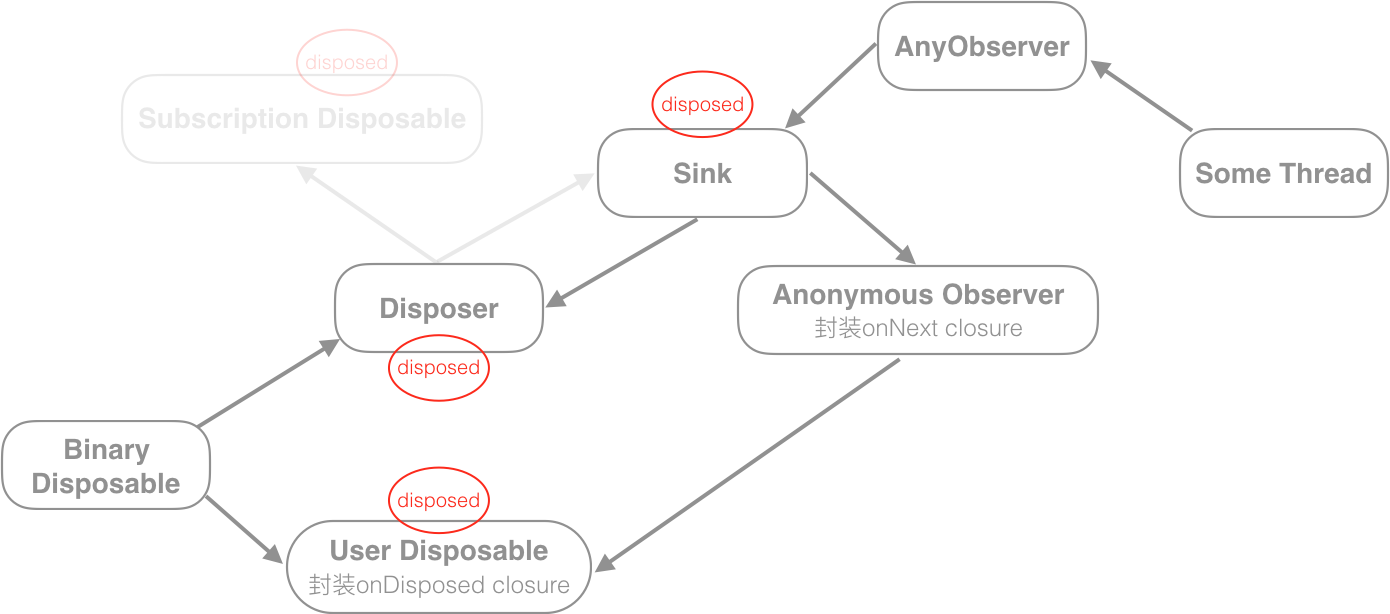 AnyObserver
disposed
disposed
Subscription Disposable
Sink
Some Thread
Disposer
Anonymous Observer
封装onNext closure
disposed
Binary
Disposable
disposed
User Disposable
封装onDisposed closure